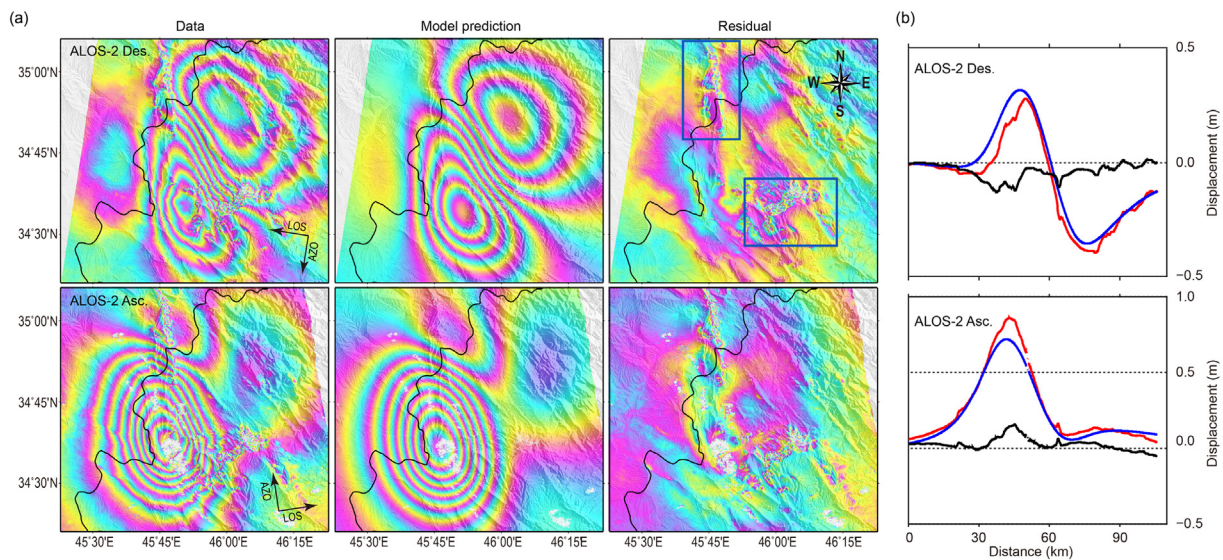 (a)
Data
Model prediction
Residual
(b)
ALOS-2 Des.
35°00′N
34°45′N
34°30′N
LOS
AZO
N
W E
S
ALOS-2 Des.
0.5
0.0
−0.5
Displacement (m)
ALOS-2 Asc.
35°00′N
34°45′N
34°30′N
AZO
LOS
45°30′E 45°45′E 46°00′E 46°15′E
45°30′E 45°45′E 46°00′E 46°15′E
45°30′E 45°45′E 46°00′E 46°15′E
ALOS-2 Asc.
1.0
0.5
0.0
−0.5
Displacement (m)
0 30 60 90
Distance (km)